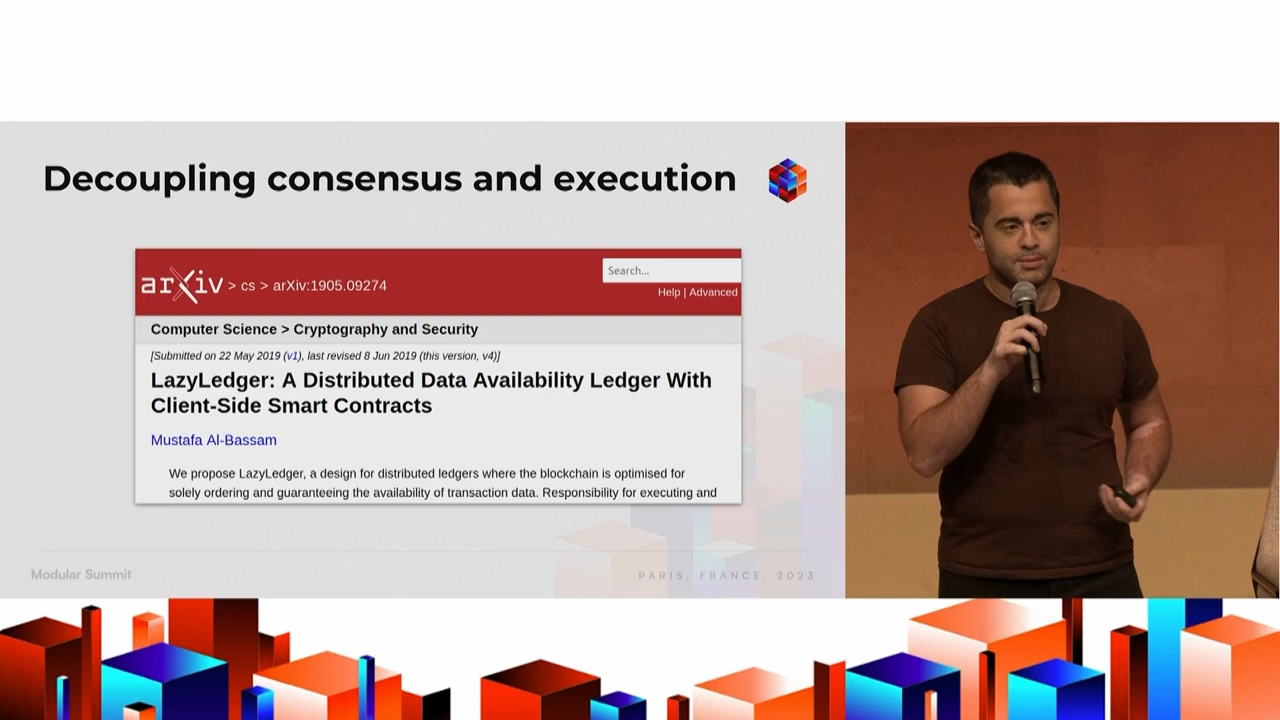 Decoupling consensus and execution
arXiv > cs > arXiv:1905.09274
Search...
Help | Advanced
Computer Science > Cryptography and Security
[Submitted on 22 May 2019 (v1), last revised 8 Jun 2019 (this version, v4)]
LazyLedger: A Distributed Data Availability Ledger With
Client-Side Smart Contracts
Mustafa Al-Bassam
We propose LazyLedger, a design for distributed ledgers where the blockchain is optimised for
solely ordering and guaranteeing the availability of transaction data. Responsibility for executing and
Modular Summit
PARIS, FRANCE, 2023